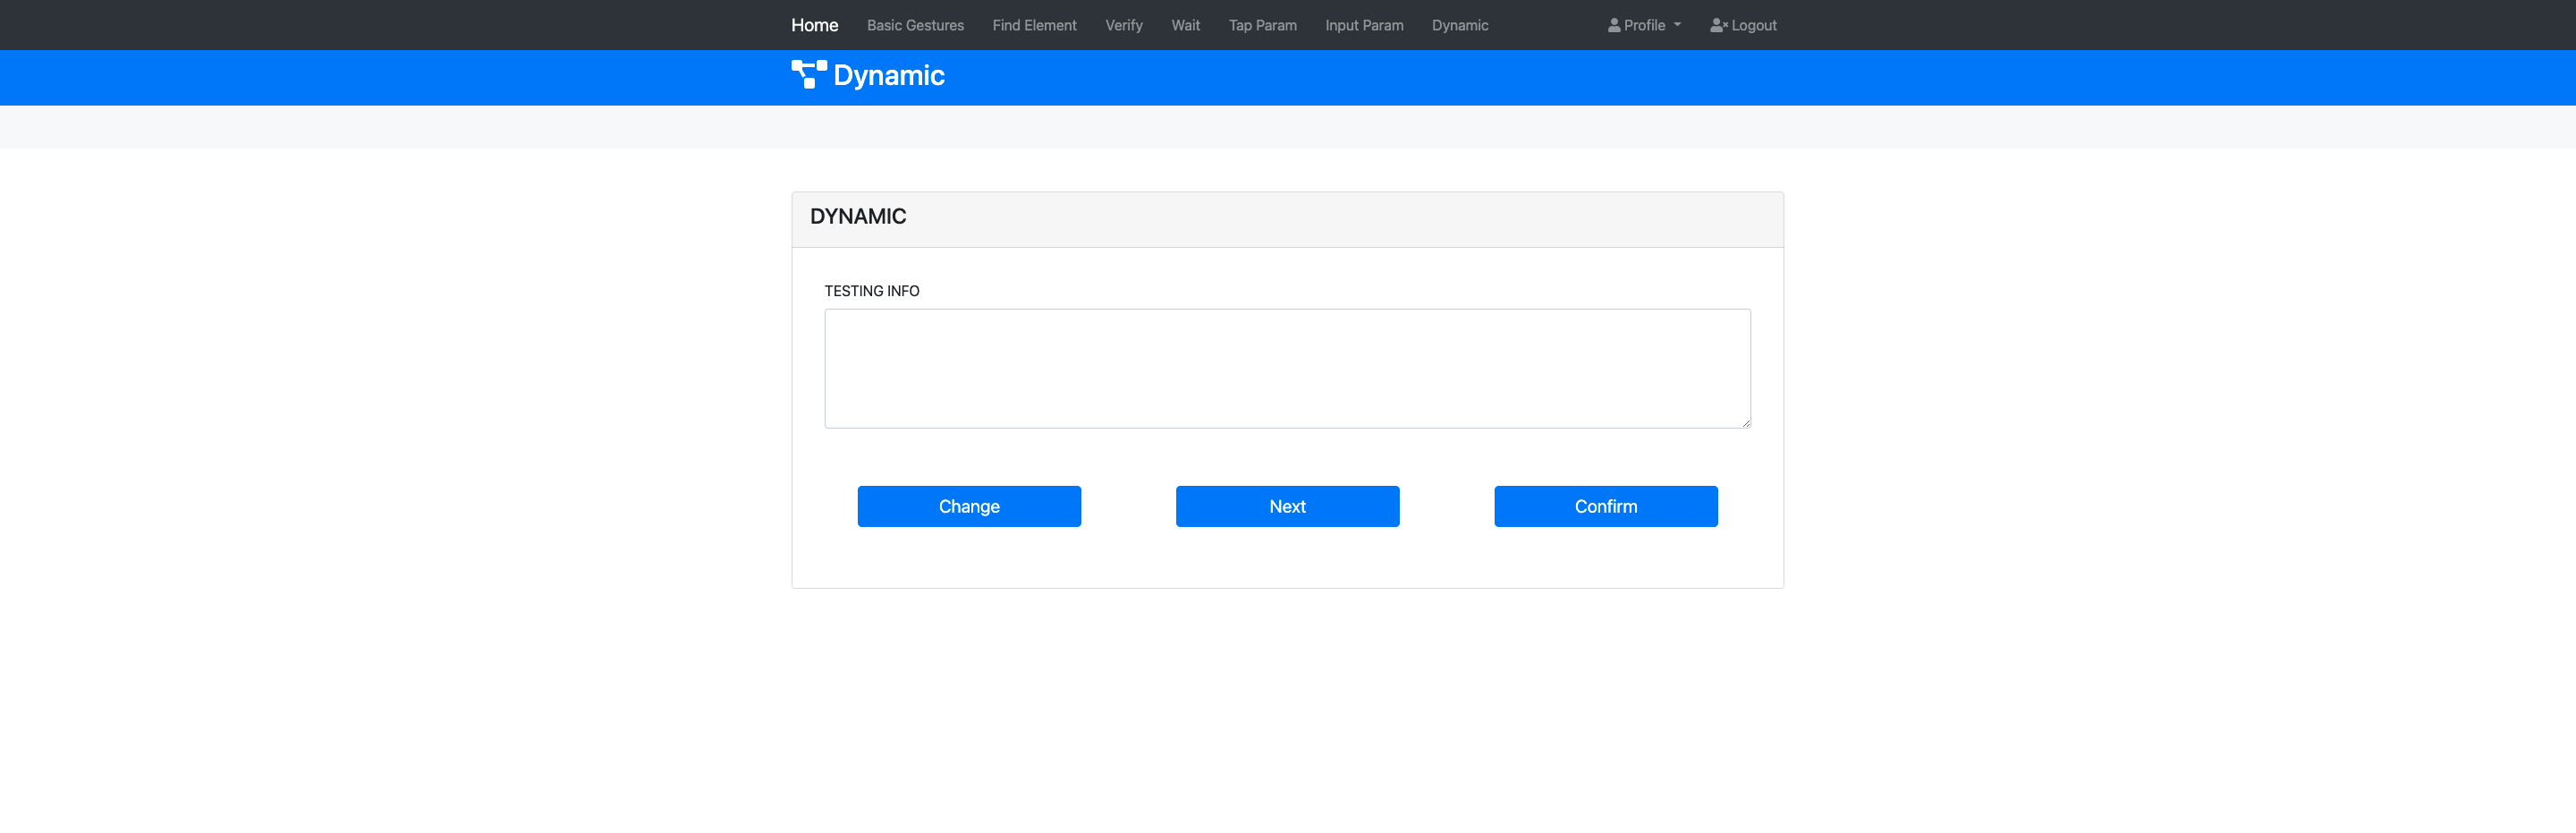 Home Basic Gestures Find Element Verify Wait Tap Param Input Param Dynamic Profile Logout
Dynamic
DYNAMIC
TESTING INFO
Change Next Confirm